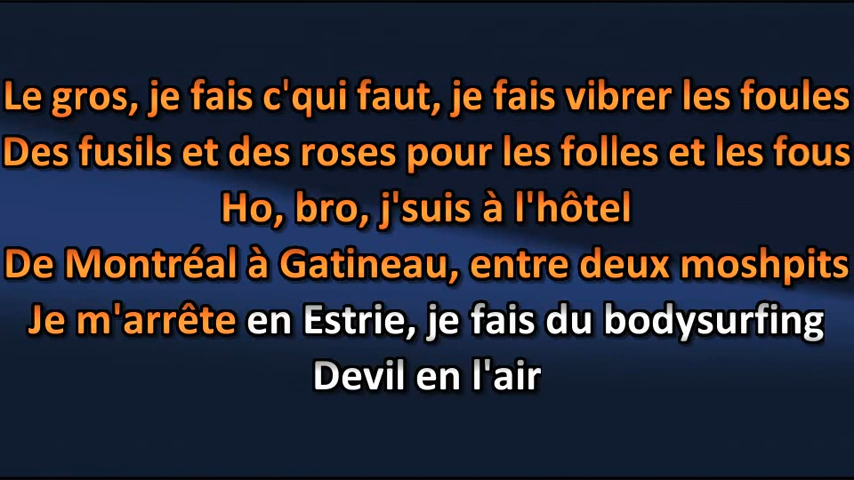 Le gros, je fais c'qui faut, je fais vibrer les foules
Des fusils et des roses pour les folles et les fous
Ho, bro, j'suis à l'hôtel
De Montréal à Gatineau, entre deux moshpits
Je m'arrête en Estrie, je fais du bodysurfing
Devil en l'air